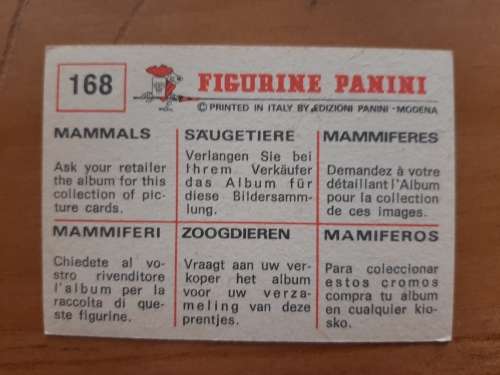 168
FIGURINE PANINI
© PRINTED IN ITALY BY EDIZIONI PANINI - MODENA
MAMMALS
Ask your retailer
the album for this
collection of pic-
ture cards.
SÄUGETIERE
Verlangen Sie bei
Ihrem Verkäufer
das Album für
diese Bildersamm-
lung.
MAMMIFERES
Demandez à votre
détaillant l'Album
pour la collection
de ces images.
MAMMIFERI
Chiedete al vo-
stro rivenditore
l'album per la
raccolta di que-
ste figurine.
ZOOGDIEREN
Vraagt aan uw ver-
koper het album
voor uw verza-
meling van deze
prentjes.
MAMIFEROS
Para coleccionar
estos cromos
compra tu album
en cualquier kio-
sko.